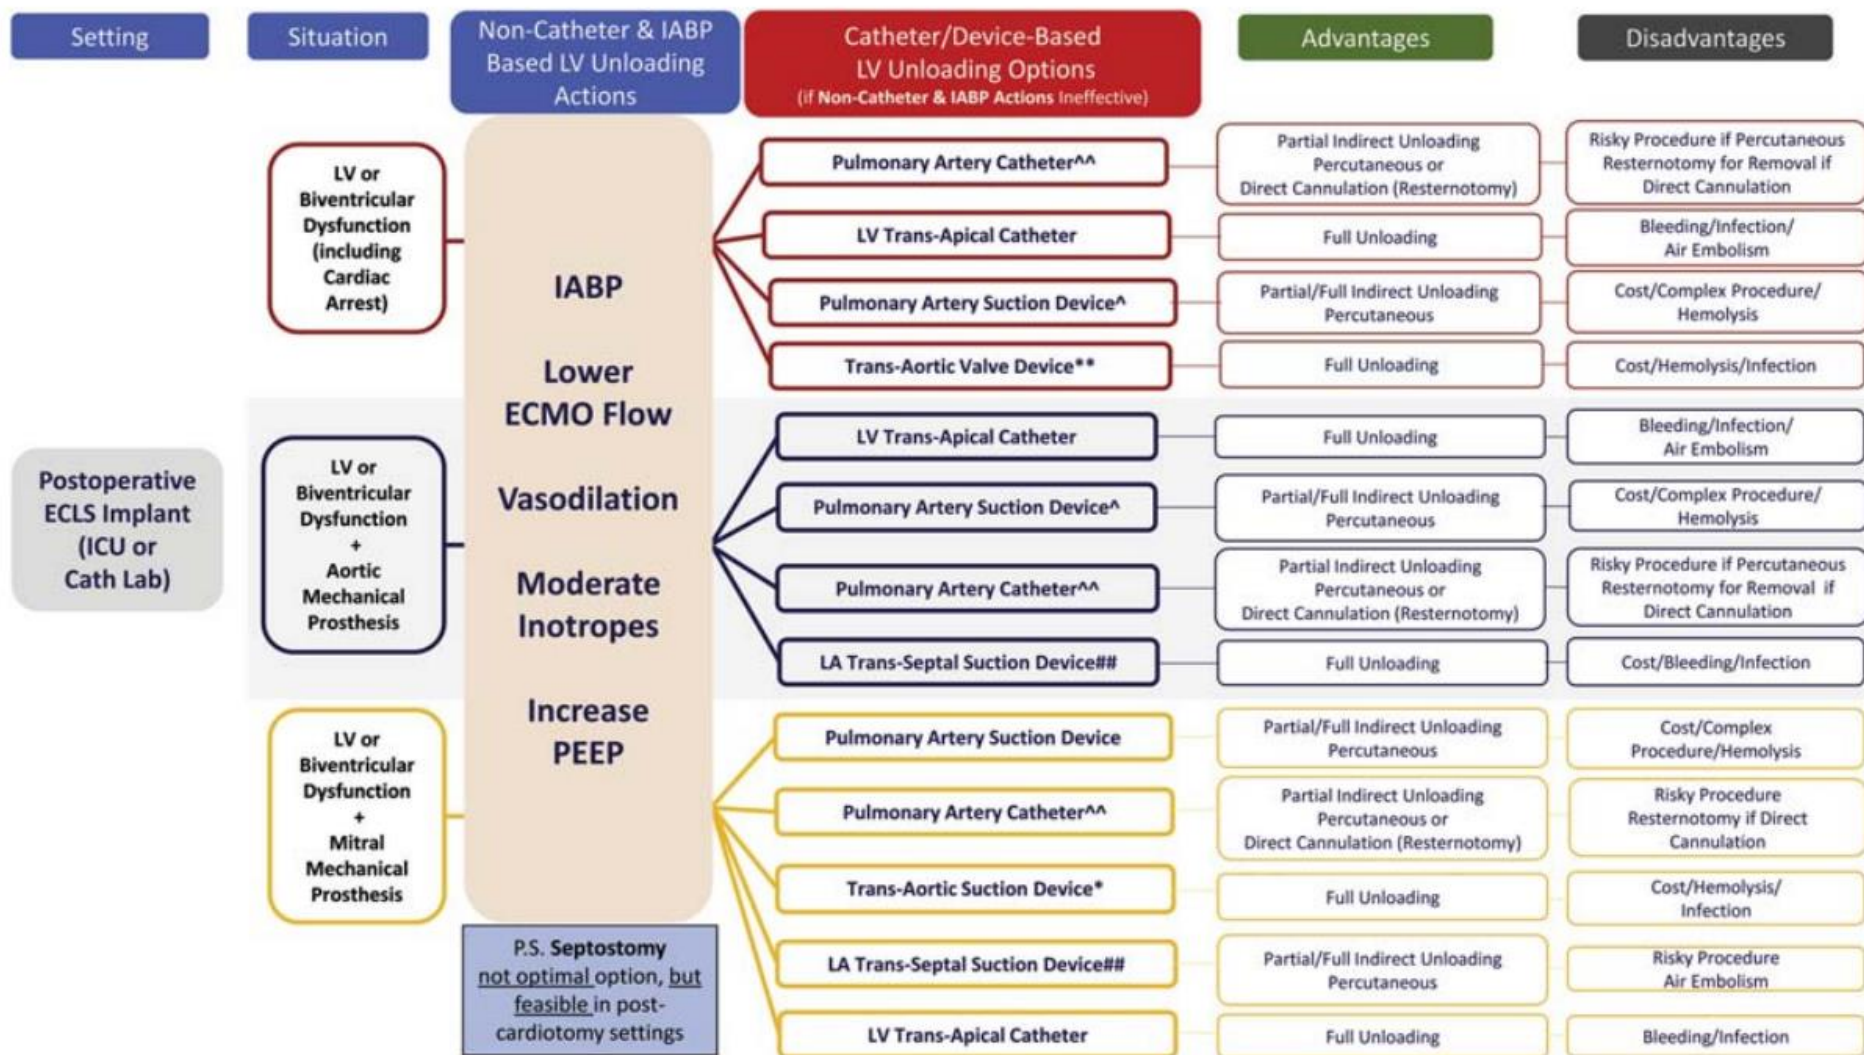 Setting
Situation
Non-Catheter & IABP
Based LV Unloading
Actions
Catheter/Device-Based
LV Unloading Options
(if Non-Catheter & IABP Actions Ineffective)
Advantages
Disadvantages
Postoperative
ECLS Implant
(ICU or
Cath Lab)
LV or
Biventricular
Dysfunction
(including
Cardiac
Arrest)
LV or
Biventricular
Dysfunction
+
Aortic
Mechanical
Prosthesis
LV or
Biventricular
Dysfunction
+
Mitral
Mechanical
Prosthesis
IABP
Lower
ECMO Flow
Vasodilation
Moderate
Inotropes
Increase
PEEP
P.S. Septostomy
not optimal option, but
feasible in post-
cardiotomy settings
Pulmonary Artery Catheter^^
Partial Indirect Unloading
Percutaneous or
Direct Cannulation (Resternotomy)
Risky Procedure if Percutaneous
Resternotomy for Removal if
Direct Cannulation
LV Trans-Apical Catheter
Full Unloading
Bleeding/Infection/
Air Embolism
Pulmonary Artery Suction Device^
Partial/Full Indirect Unloading
Percutaneous
Cost/Complex Procedure/
Hemolysis
Trans-Aortic Valve Device**
Full Unloading
Cost/Hemolysis/Infection
LV Trans-Apical Catheter
Full Unloading
Bleeding/Infection/
Air Embolism
Pulmonary Artery Suction Device^
Partial/Full Indirect Unloading
Percutaneous
Cost/Complex Procedure/
Hemolysis
Pulmonary Artery Catheter^^
Partial Indirect Unloading
Percutaneous or
Direct Cannulation (Resternotomy)
Risky Procedure if Percutaneous
Resternotomy for Removal if
Direct Cannulation
LA Trans-Septal Suction Device##
Full Unloading
Cost/Bleeding/Infection
Pulmonary Artery Suction Device
Partial/Full Indirect Unloading
Percutaneous
Cost/Complex
Procedure/Hemolysis
Pulmonary Artery Catheter^^
Partial Indirect Unloading
Percutaneous or
Direct Cannulation (Resternotomy)
Risky Procedure
Resternotomy if Direct
Cannulation
Trans-Aortic Suction Device*
Full Unloading
Cost/Hemolysis/
Infection
LA Trans-Septal Suction Device##
Partial/Full Indirect Unloading
Percutaneous
Risky Procedure
Air Embolism
LV Trans-Apical Catheter
Full Unloading
Bleeding/Infection